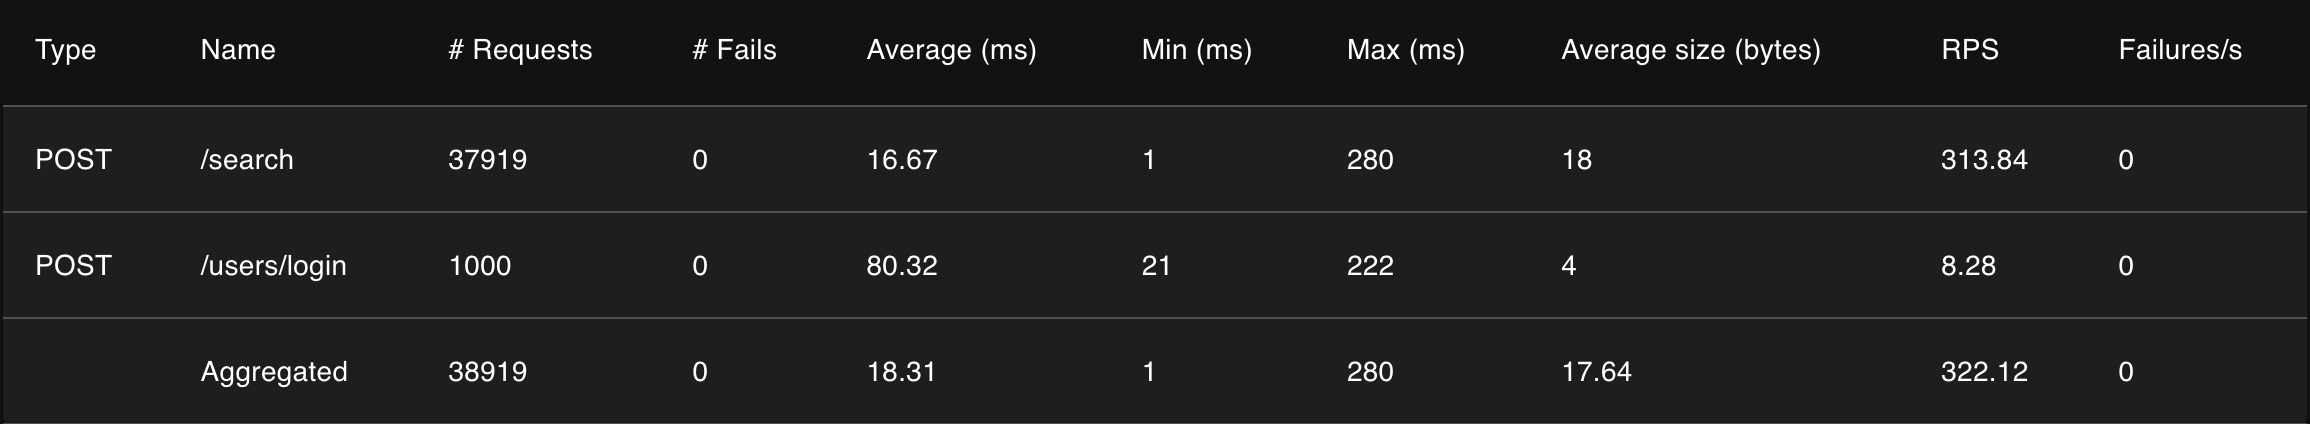 Type Name # Requests # Fails Average (ms) Min (ms) Max (ms) Average size (bytes) RPS Failures/s
POST /search 37919 0 16.67 1 280 18 313.84 0
POST /users/login 1000 0 80.32 21 222 4 8.28 0
Aggregated 38919 0 18.31 1 280 17.64 322.12 0